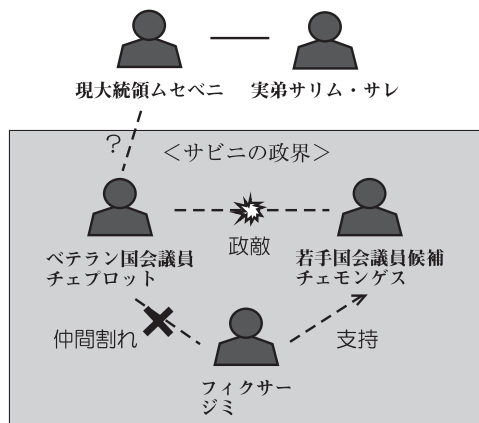 現大統領ムセベニ
実弟サリム・サレ
?
＜サビニの政界＞
政敵
ベテラン国会議員
チェプロット
若手国会議員候補
チェモンゲス
仲間割れ
支持
フィクサー
ジミ